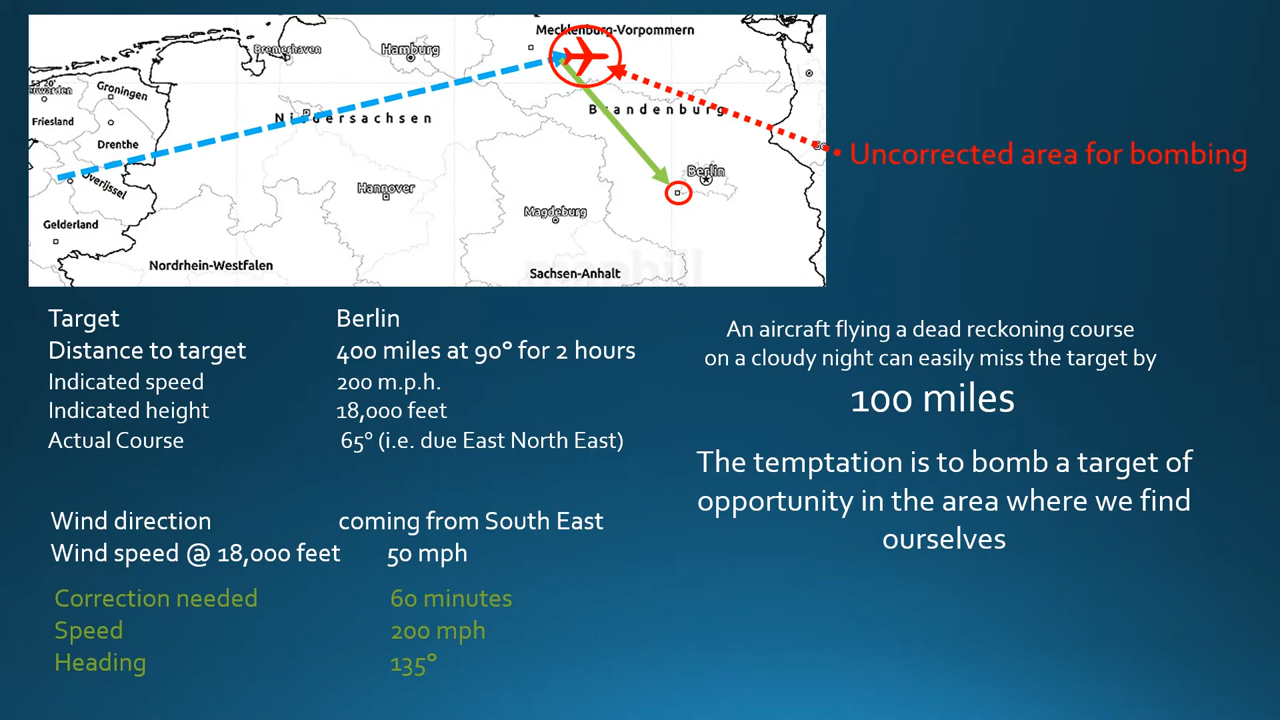 Mecklenburg-Vorpommern
Bremerhaven
Hamburg
Groningen
Friesland
Niedersachsen
Brandenburg
Drenthe
Uncorrected area for bombing
Berlin
Overijssel
Hannover
Magdeburg
Gelderland
Nordrhein-Westfalen
Sachsen-Anhalt
Target Berlin
Distance to target 400 miles at 90° for 2 hours
Indicated speed 200 m.p.h.
Indicated height 18,000 feet
Actual Course 65° (i.e. due East North East)
Wind direction coming from South East
Wind speed @ 18,000 feet 50 mph
Correction needed 60 minutes
Speed 200 mph
Heading 135°
An aircraft flying a dead reckoning course
on a cloudy night can easily miss the target by
100 miles
The temptation is to bomb a target of
opportunity in the area where we find
ourselves